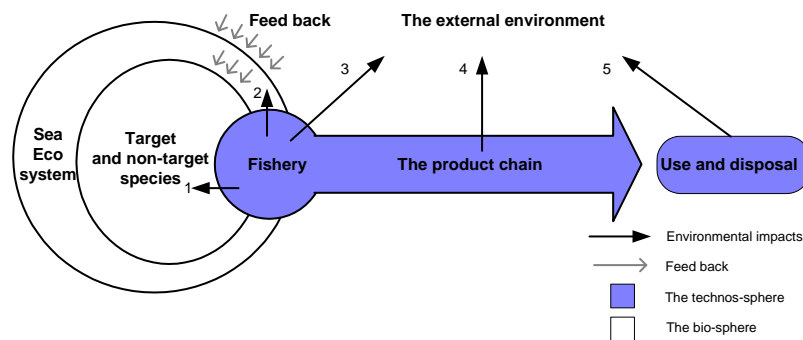 Feed back
The external environment
2
3
4
5
Sea
Eco
system
Target
and non-target
species
1
Fishery
The product chain
Use and disposal
Environmental impacts
Feed back
The technos-sphere
The bio-sphere